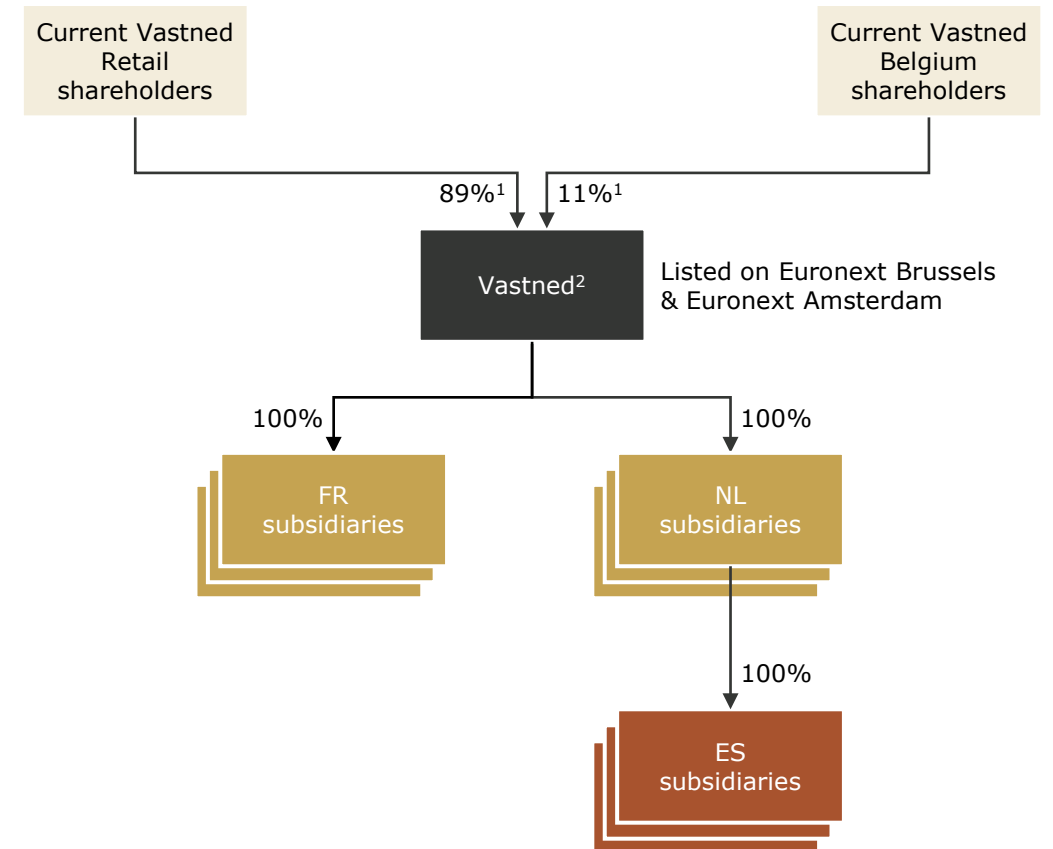 Current Vastned
Retail
shareholders
Current Vastned
Belgium
shareholders
89%¹
11%¹
Vastned²
Listed on Euronext Brussels
& Euronext Amsterdam
100%
100%
FR
subsidiaries
NL
subsidiaries
100%
ES
subsidiaries